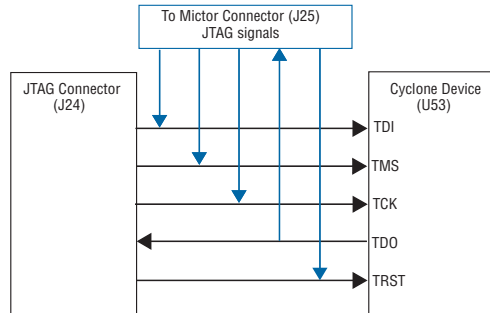 To Mictor Connector (J25)
JTAG signals
JTAG Connector
(J24)
Cyclone Device
(U53)
TDI
TMS
TCK
TDO
TRST